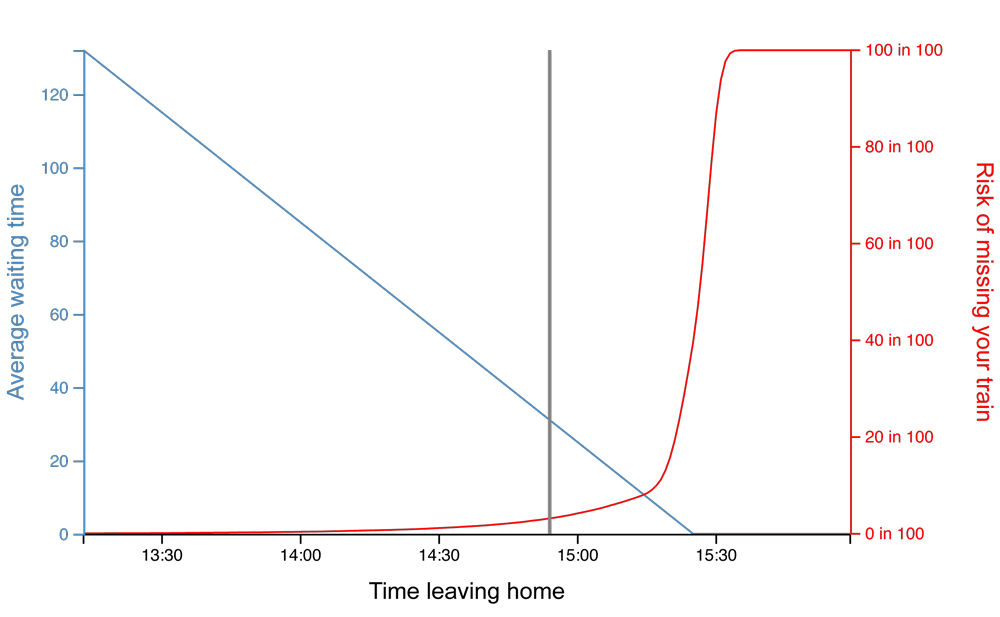 Average waiting time
120
100
80
60
40
20
0
100 in 100
80 in 100
60 in 100
40 in 100
20 in 100
0 in 100
Risk of missing your train
13:30 14:00 14:30 15:00 15:30
Time leaving home